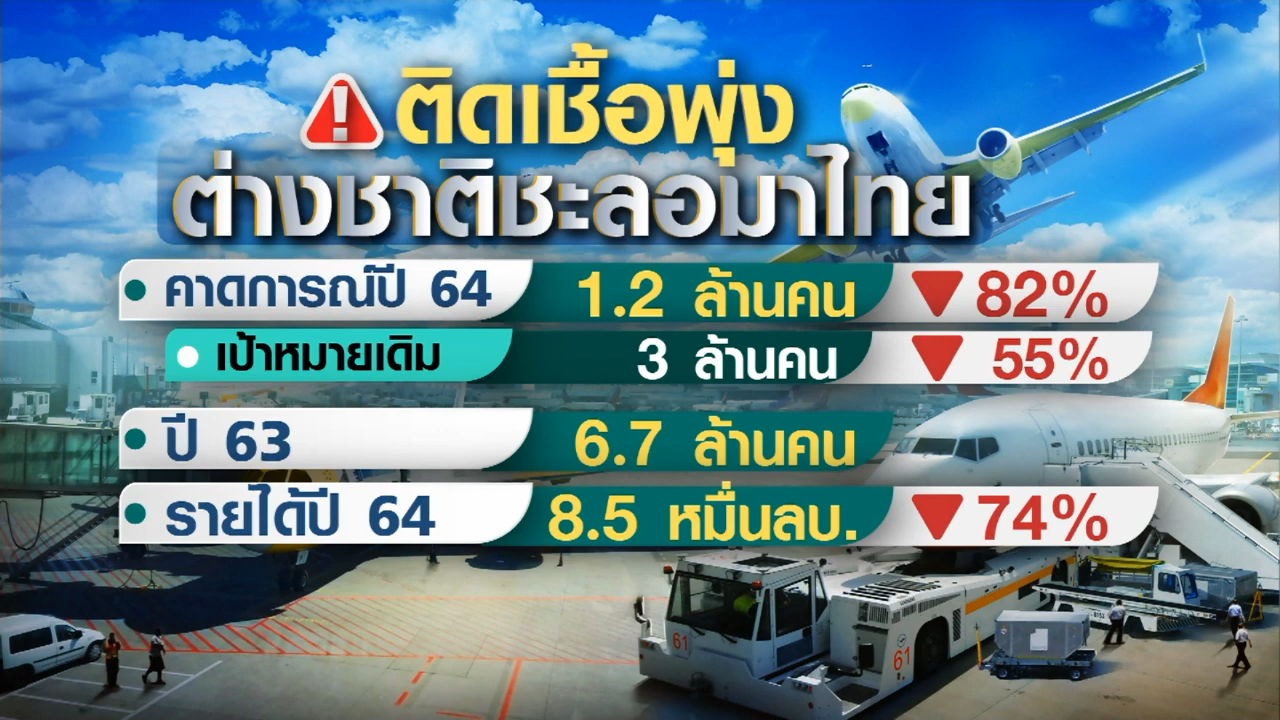 ติดเชื้อพุ่ง
ต่างชาติชะลอมาไทย
คาดการณ์ปี 64 1.2 ล้านคน ▼ 82%
เป้าหมายเดิม 3 ล้านคน ▼ 55%
ปี 63 6.7 ล้านคน
รายได้ปี 64 8.5 หมื่นลบ. ▼ 74%
61 61